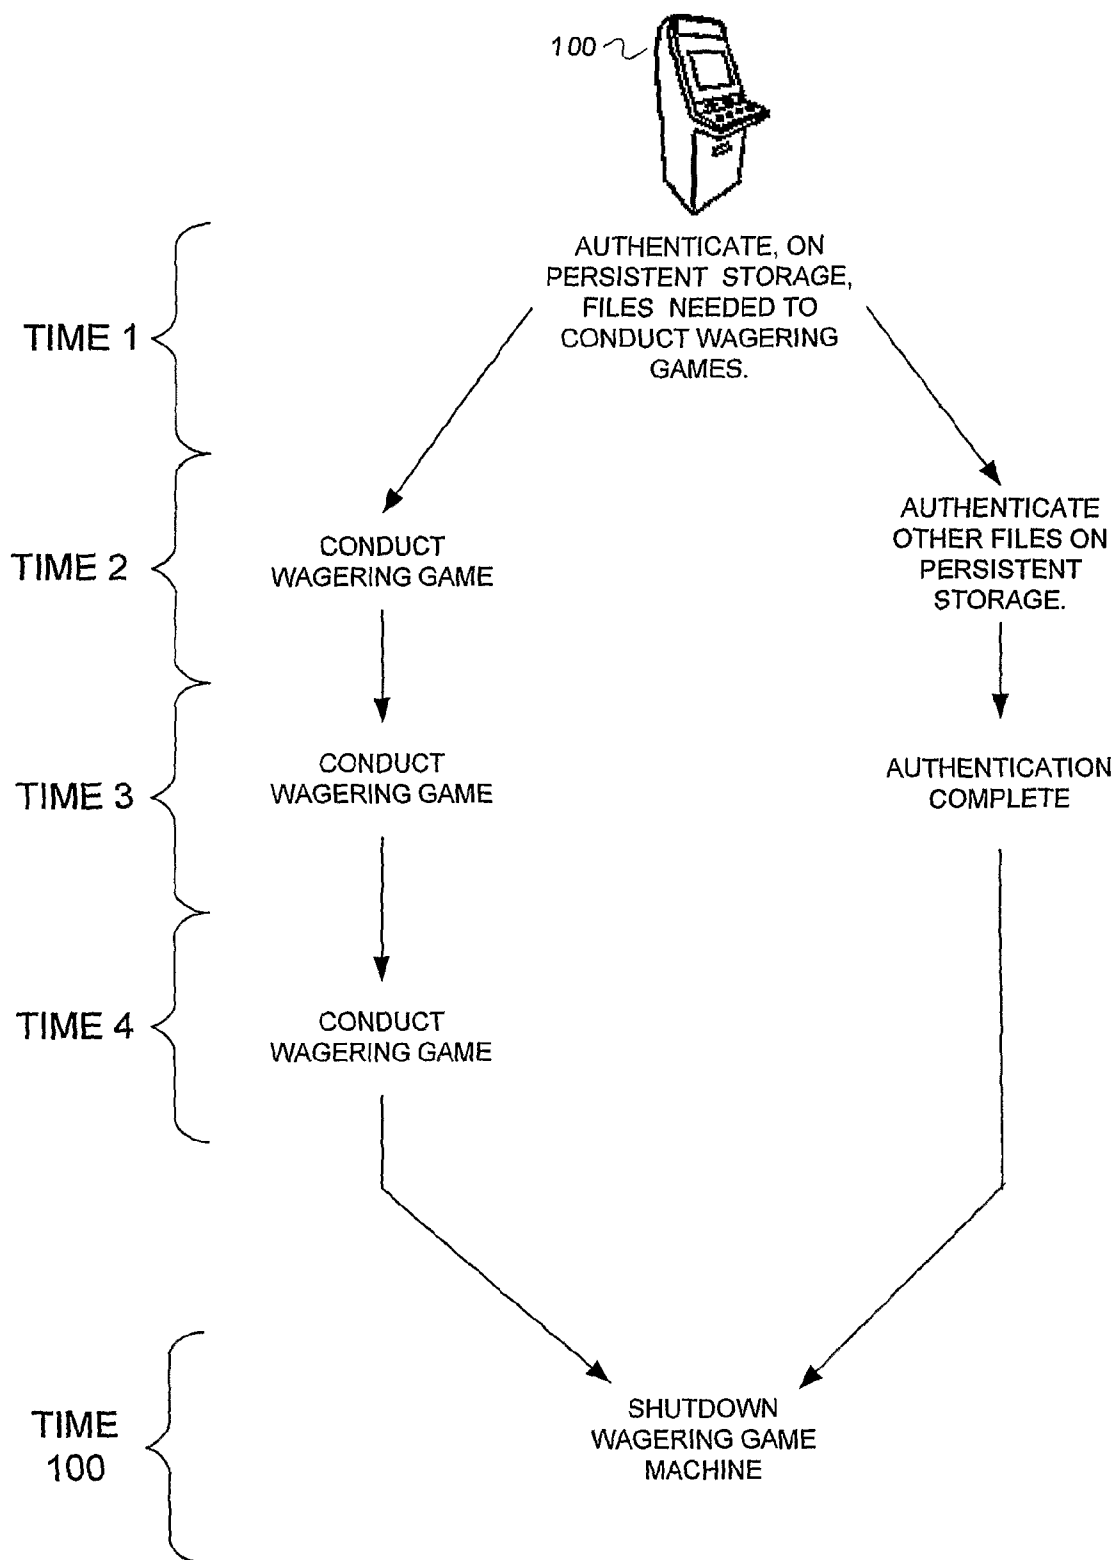 100
AUTHENTICATE, ON
PERSISTENT STORAGE,
FILES NEEDED TO
CONDUCT WAGERING
GAMES.
TIME 1
TIME 2
CONDUCT
WAGERING GAME
AUTHENTICATE
OTHER FILES ON
PERSISTENT
STORAGE.
TIME 3
CONDUCT
WAGERING GAME
AUTHENTICATION
COMPLETE
TIME 4
CONDUCT
WAGERING GAME
TIME
100
SHUTDOWN
WAGERING GAME
MACHINE